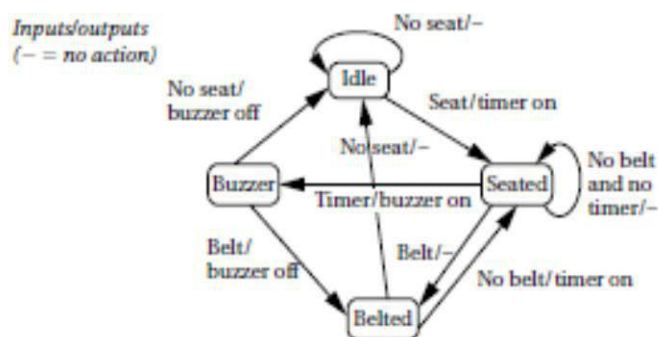 Inputs/outputs
(– = no action)
No seat/–
Idle
No seat/
buzzer off
Seat/timer on
No seat/–
Buzzer
Seated
No belt
and no
timer/–
Timer/buzzer on
Belt/
buzzer off
Belt/–
No belt/timer on
Belted